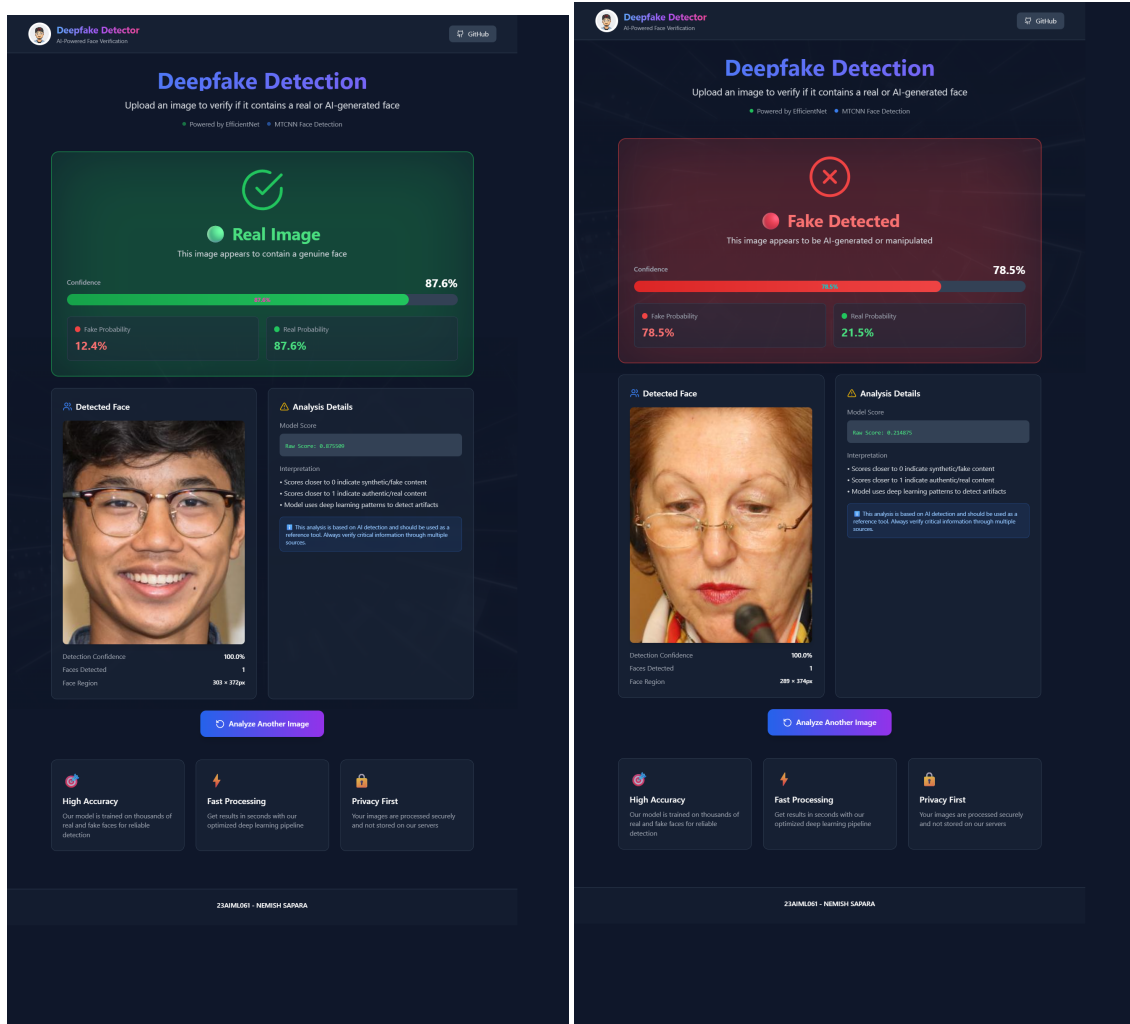 Deepfake Detector
AI-Powered Face Verification
GitHub
Deepfake Detection
Upload an image to verify if it contains a real or AI-generated face
Powered by EfficientNet
MTCNN Face Detection
Real Image
This image appears to contain a genuine face
Confidence
87.6%
Fake Probability
12.4%
Real Probability
87.6%
Detected Face
Detection Confidence
100.0%
Faces Detected
1
Face Region
303 × 372px
Analysis Details
Model Score
Interpretation
• Scores closer to 0 indicate synthetic/fake content
• Scores closer to 1 indicate authentic/real content
• Model uses deep learning patterns to detect artifacts
This analysis is based on AI detection and should be used as a
reference tool. Always verify critical information through multiple
sources.
Analyze Another Image
High Accuracy
Our model is trained on thousands of
real and fake faces for reliable
detection
Fast Processing
Get results in seconds with our
optimized deep learning pipeline
Privacy First
Your images are processed securely
and not stored on our servers
23AIML061 - NEMISH SAPARA
Deepfake Detector
AI-Powered Face Verification
GitHub
Deepfake Detection
Upload an image to verify if it contains a real or AI-generated face
Powered by EfficientNet
MTCNN Face Detection
Fake Detected
This image appears to be AI-generated or manipulated
Confidence
78.5%
78.5%
Fake Probability
78.5%
Real Probability
21.5%
Detected Face
Detection Confidence
100.0%
Faces Detected
1
Face Region
289 × 374px
Analysis Details
Model Score
Raw Score: 0.214875
Interpretation
• Scores closer to 0 indicate synthetic/fake content
• Scores closer to 1 indicate authentic/real content
• Model uses deep learning patterns to detect artifacts
This analysis is based on AI detection and should be used as a
reference tool. Always verify critical information through multiple
sources.
Analyze Another Image
High Accuracy
Our model is trained on thousands of
real and fake faces for reliable
detection
Fast Processing
Get results in seconds with our
optimized deep learning pipeline
Privacy First
Your images are processed securely
and not stored on our servers
23AIML061 - NEMISH SAPARA